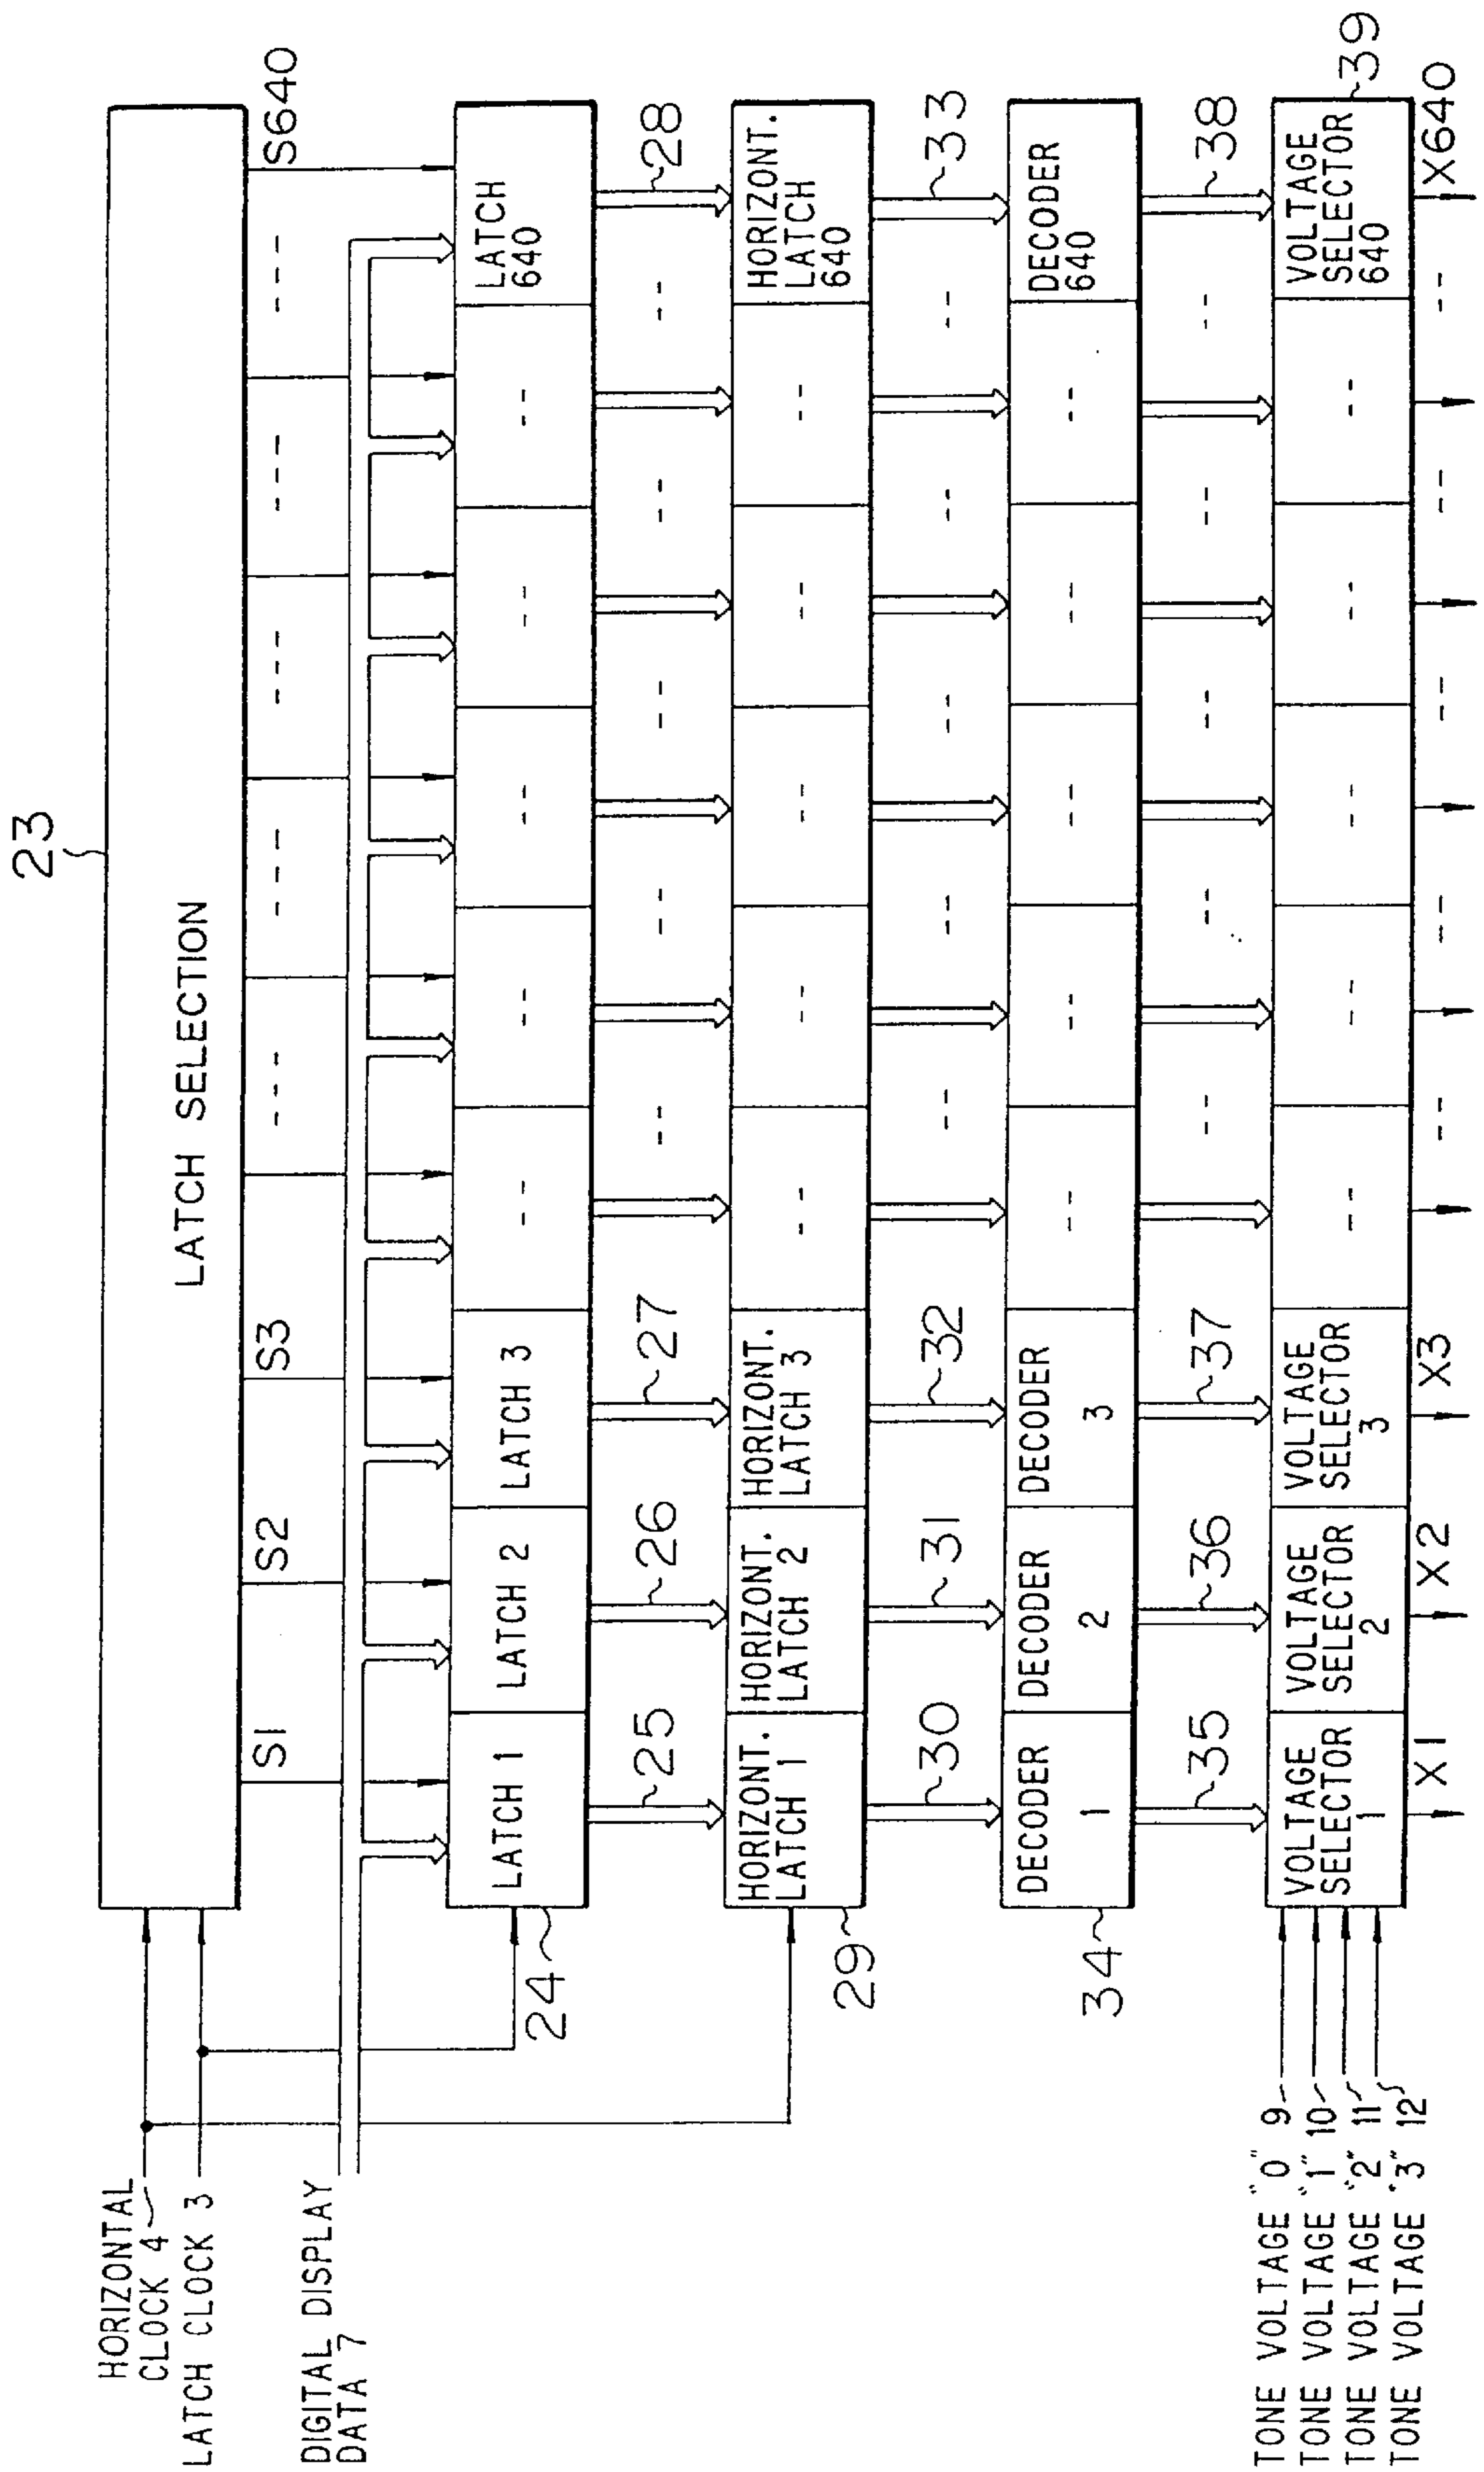 23
LATCH SELECTION
HORIZONTAL
CLOCK 4
LATCH CLOCK 3
DIGITAL DISPLAY
DATA 7
S1
S2
S3
---
---
---
---
---
S640
24
LATCH 1
LATCH 2
LATCH 3
--
--
--
--
--
LATCH
640
25
26
27
--
--
--
--
--
28
29
HORIZONT.
LATCH 1
HORIZONT.
LATCH 2
HORIZONT.
LATCH 3
--
--
--
--
--
HORIZONT.
LATCH
640
30
31
32
--
--
--
--
--
33
34
DECODER
1
DECODER
2
DECODER
3
--
--
--
--
--
DECODER
640
35
36
37
--
--
--
--
--
38
TONE VOLTAGE "0" 9
TONE VOLTAGE "1" 10
TONE VOLTAGE "2" 11
TONE VOLTAGE "3" 12
VOLTAGE
SELECTOR
1
VOLTAGE
SELECTOR
2
VOLTAGE
SELECTOR
3
--
--
--
--
--
VOLTAGE
SELECTOR
640
39
X1
X2
X3
--
--
--
--
--
X640